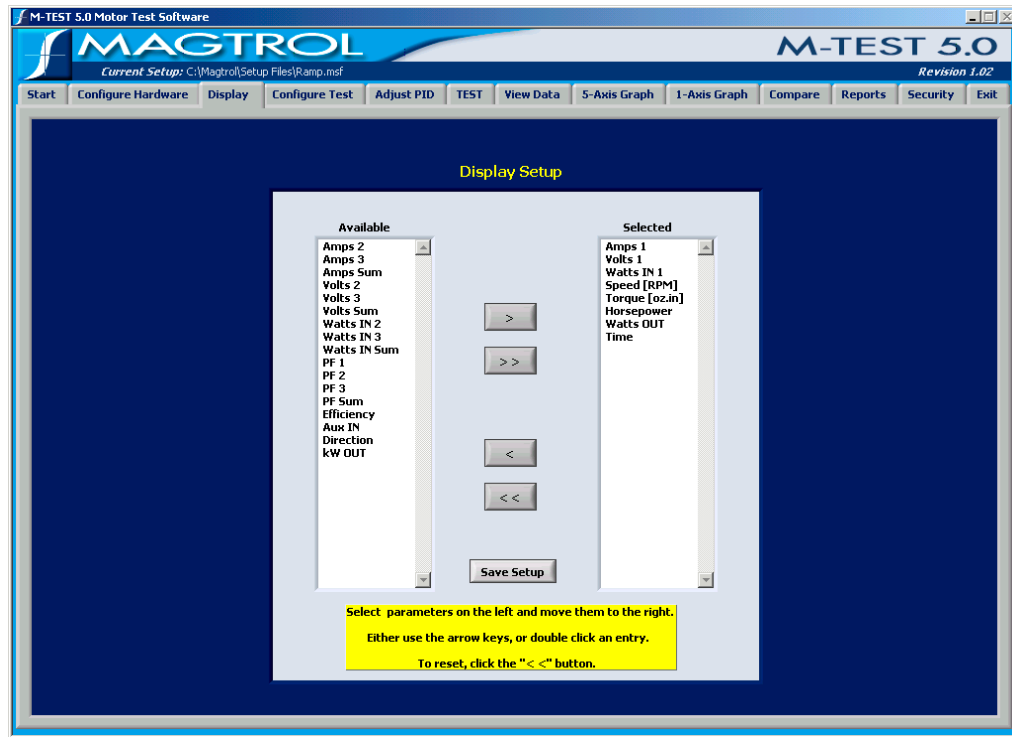 M-TEST 5.0 Motor Test Software
MAGTROL
M-TEST 5.0
Current Setup: C:\Magtrol\Setup Files\Ramp.msf
Revision 1.02
Start Configure Hardware Display Configure Test Adjust PID TEST View Data 5-Axis Graph 1-Axis Graph Compare Reports Security Exit
Display Setup
Available
Amps 2
Amps 3
Amps Sum
Volts 2
Volts 3
Volts Sum
Watts IN 2
Watts IN 3
Watts IN Sum
PF 1
PF 2
PF 3
PF Sum
Efficiency
Aux IN
Direction
kW OUT
>
>>
<
<<
Save Setup
Selected
Amps 1
Volts 1
Watts IN 1
Speed [RPM]
Torque [oz.in]
Horsepower
Watts OUT
Time
Select parameters on the left and move them to the right.
Either use the arrow keys, or double click an entry.
To reset, click the "< <" button.